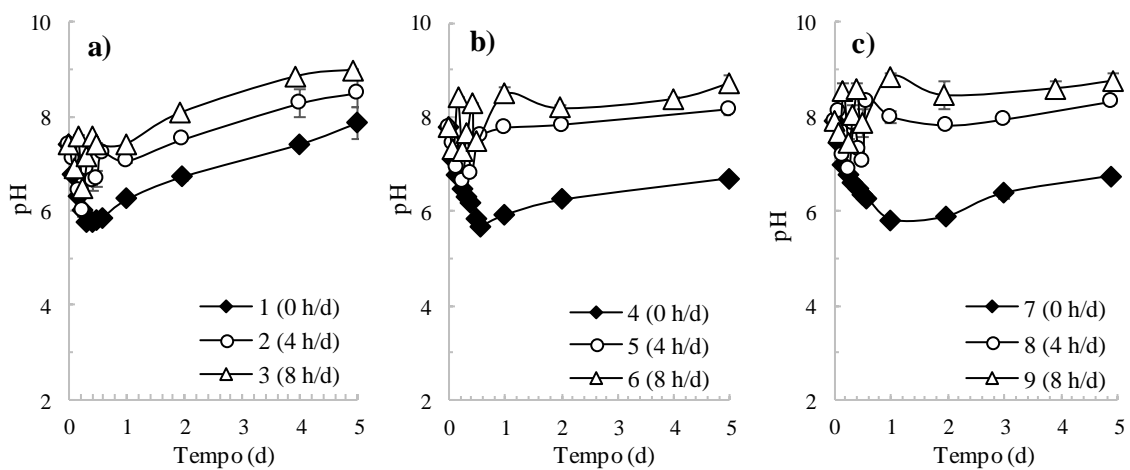 a)
10
8
6
4
2
pH
0 1 2 3 4 5
Tempo (d)
1 (0 h/d)
2 (4 h/d)
3 (8 h/d)
b)
10
8
6
4
2
pH
0 1 2 3 4 5
Tempo (d)
4 (0 h/d)
5 (4 h/d)
6 (8 h/d)
c)
10
8
6
4
2
pH
0 1 2 3 4 5
Tempo (d)
7 (0 h/d)
8 (4 h/d)
9 (8 h/d)